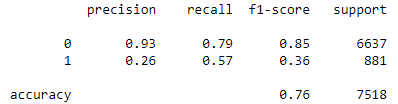 precision recall f1-score support
0 0.93 0.79 0.85 6637
1 0.26 0.57 0.36 881
accuracy 0.76 7518